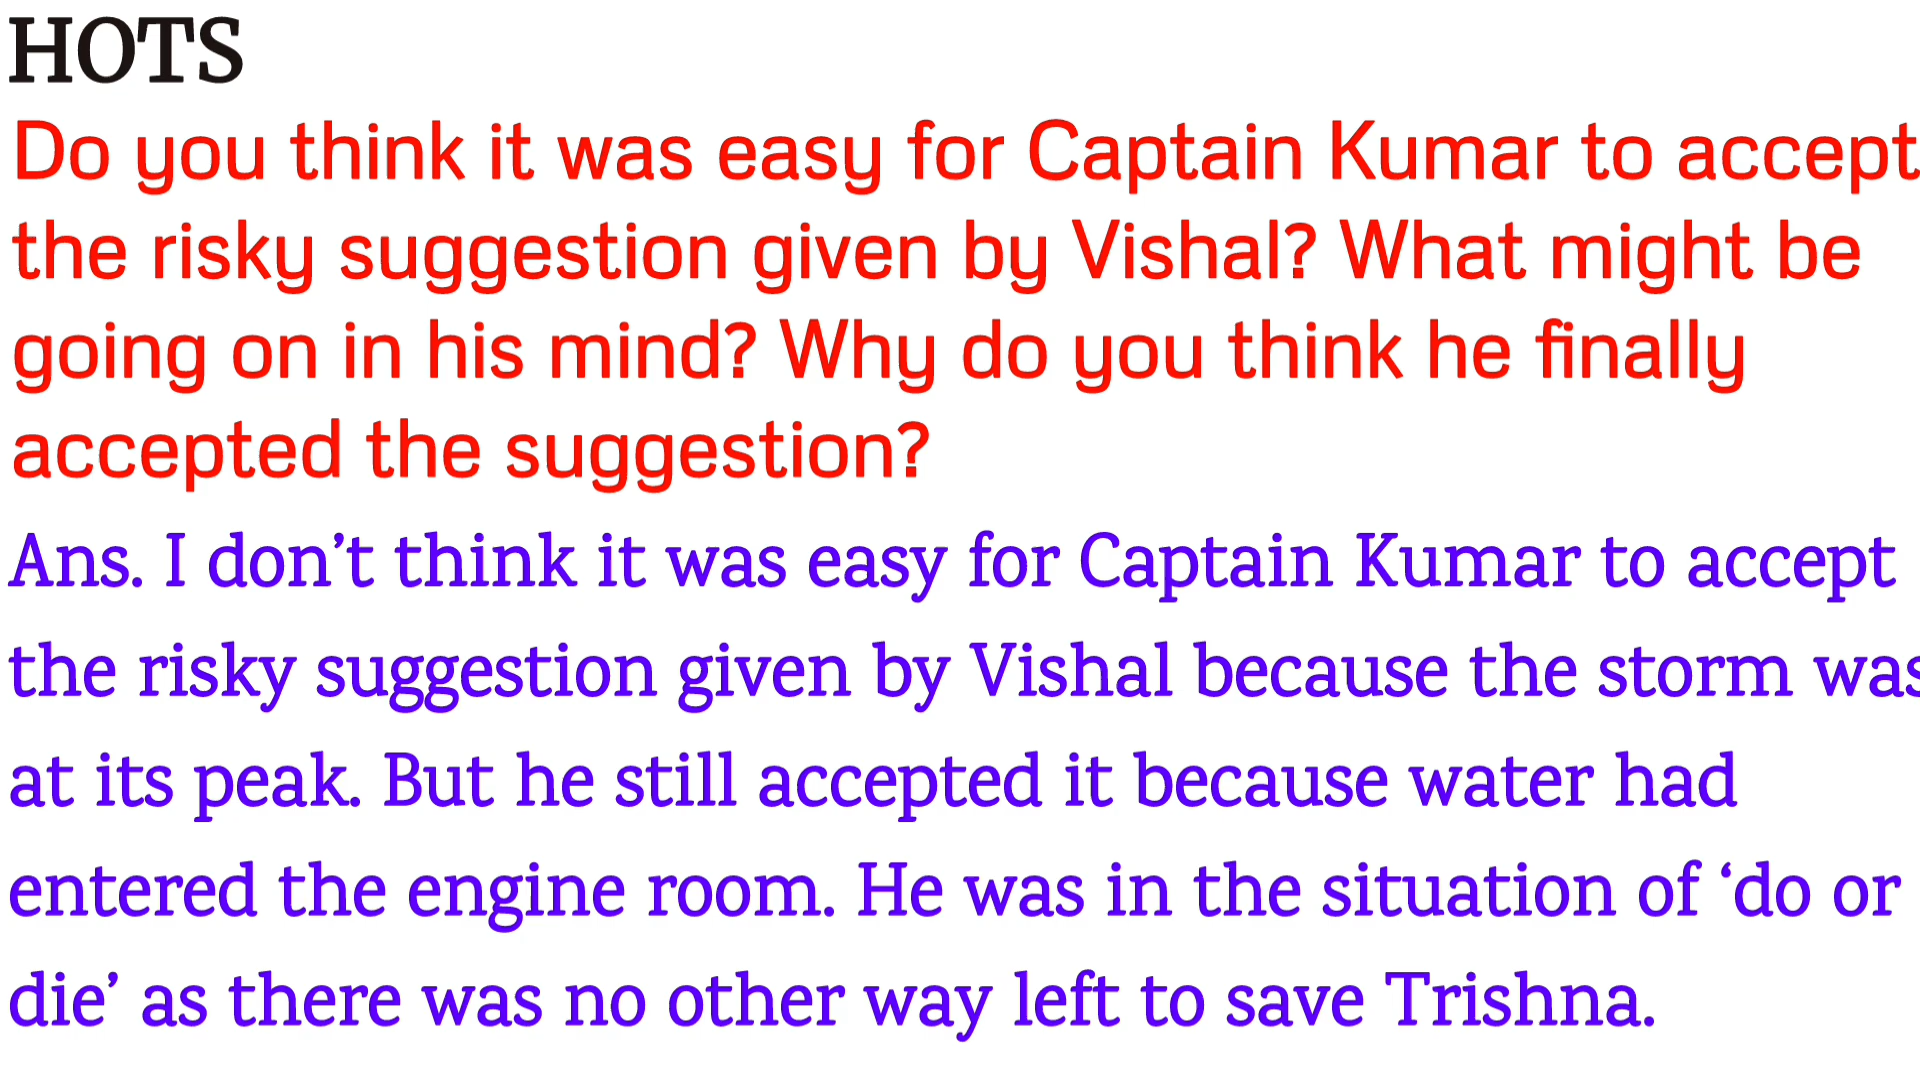 HOTS
Do you think it was easy for Captain Kumar to accept
the risky suggestion given by Vishal? What might be
going on in his mind? Why do you think he finally
accepted the suggestion?
Ans. I don’t think it was easy for Captain Kumar to accept
the risky suggestion given by Vishal because the storm was
at its peak. But he still accepted it because water had
entered the engine room. He was in the situation of ‘do or
die’ as there was no other way left to save Trishna.